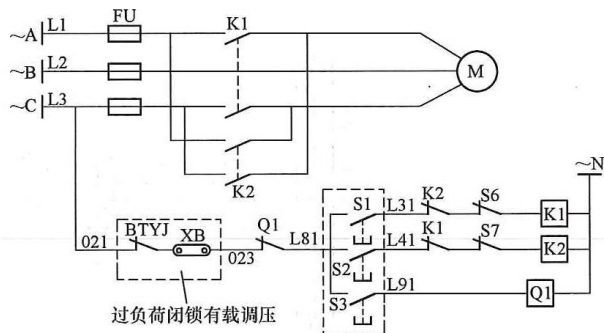 FU
~A L1 K1
~B L2 M
~C L3
K2
~N
S1 L31 K2 S6 K1
021 BTYJ XB 023 Q1 L81 S2 L41 K1 S7 K2
S3 L91 Q1
过负荷闭锁有载调压